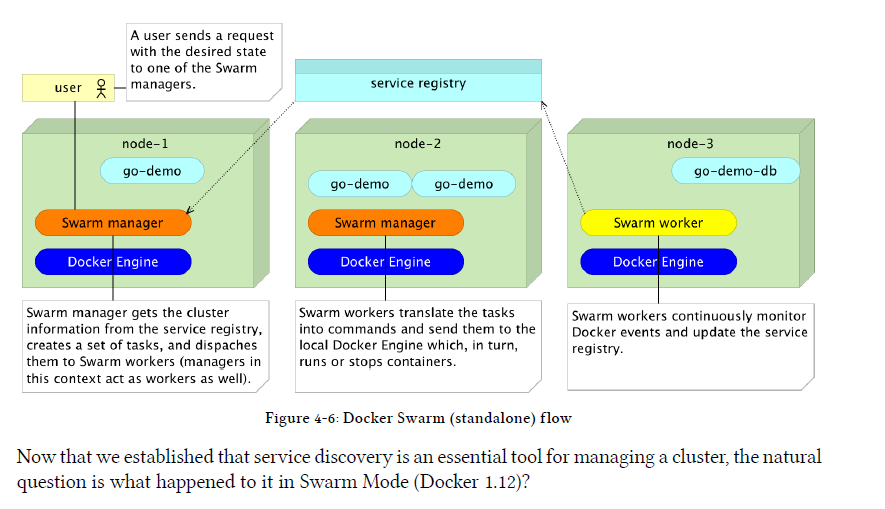 A user sends a request
with the desired state
to one of the Swarm
managers.
user
service registry
node-1
go-demo
Swarm manager
Docker Engine
node-2
go-demo
go-demo
Swarm manager
Docker Engine
node-3
go-demo-db
Swarm worker
Docker Engine
Swarm manager gets the cluster
information from the service registry,
creates a set of tasks, and dispaches
them to Swarm workers (managers in
this context act as workers as well).
Swarm workers translate the tasks
into commands and send them to the
local Docker Engine which, in turn,
runs or stops containers.
Swarm workers continuously monitor
Docker events and update the service
registry.
Figure 4-6: Docker Swarm (standalone) flow
Now that we established that service discovery is an essential tool for managing a cluster, the natural
question is what happened to it in Swarm Mode (Docker 1.12)?